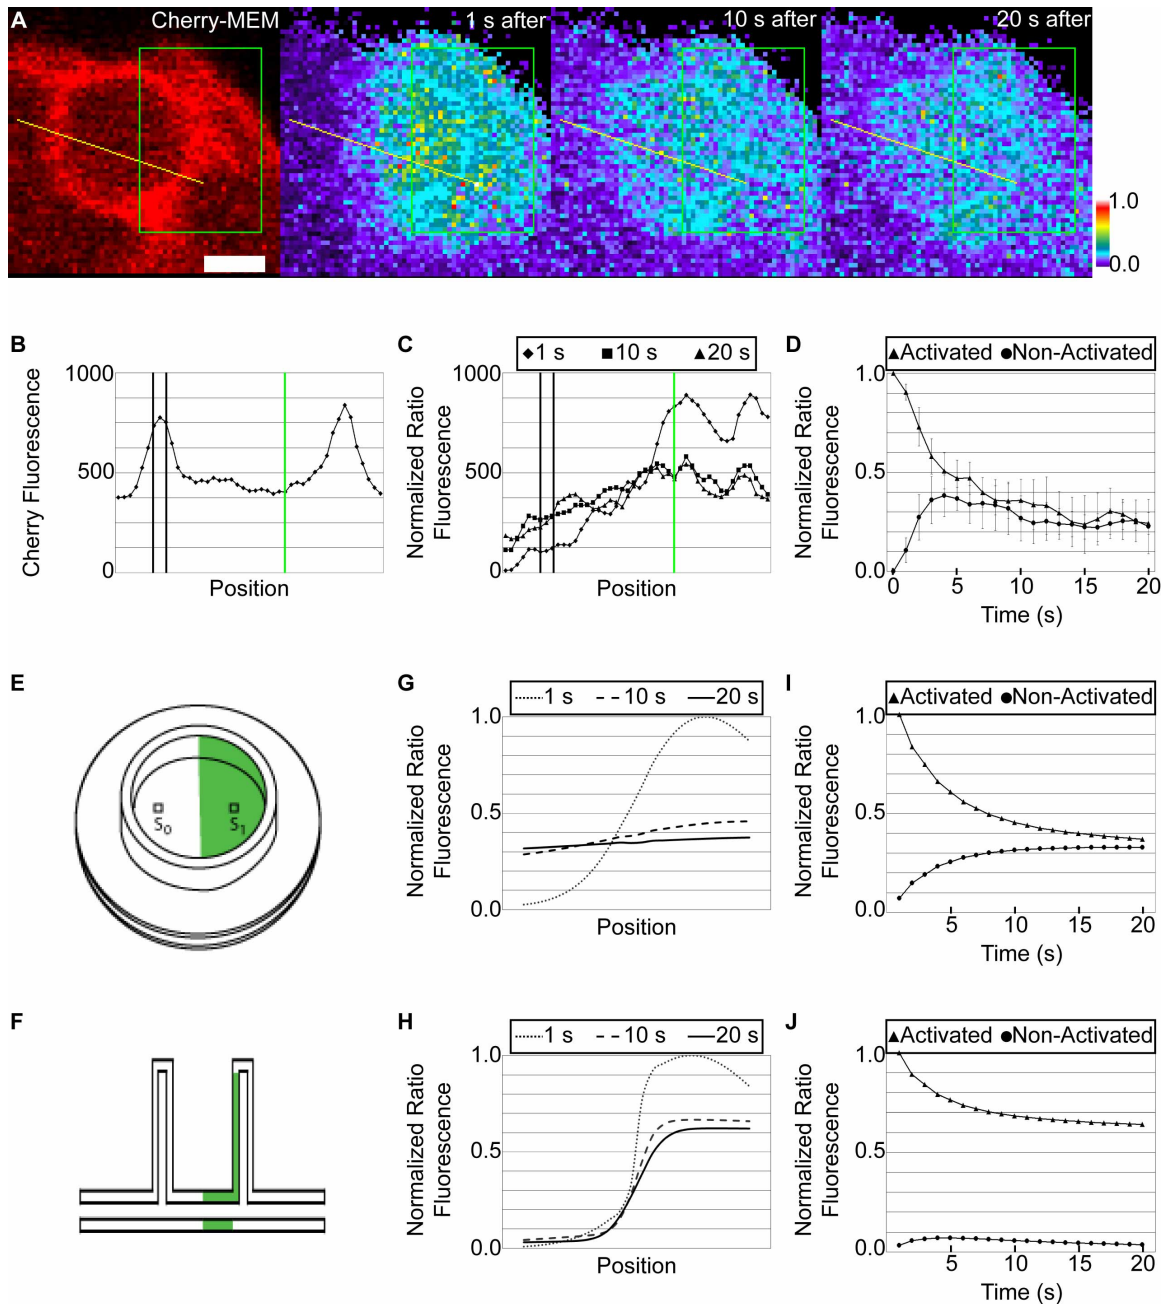 A Cherry-MEM 1 s after 10 s after 20 s after
1.0
0.0
B
1000
500
0
Cherry Fluorescence
Position
C
1 s 10 s 20 s
1000
500
0
Normalized Ratio
Fluorescence
Position
D
Activated Non-Activated
1.0
0.5
0.0
Normalized Ratio
Fluorescence
0 5 10 15 20
Time (s)
E
S0 S1
G
1 s 10 s 20 s
1.0
0.5
0.0
Normalized Ratio
Fluorescence
Position
I
Activated Non-Activated
1.0
0.5
0.0
Normalized Ratio
Fluorescence
5 10 15 20
Time (s)
F
H
1 s 10 s 20 s
1.0
0.5
0.0
Normalized Ratio
Fluorescence
Position
J
Activated Non-Activated
1.0
0.5
0.0
Normalized Ratio
Fluorescence
5 10 15 20
Time (s)